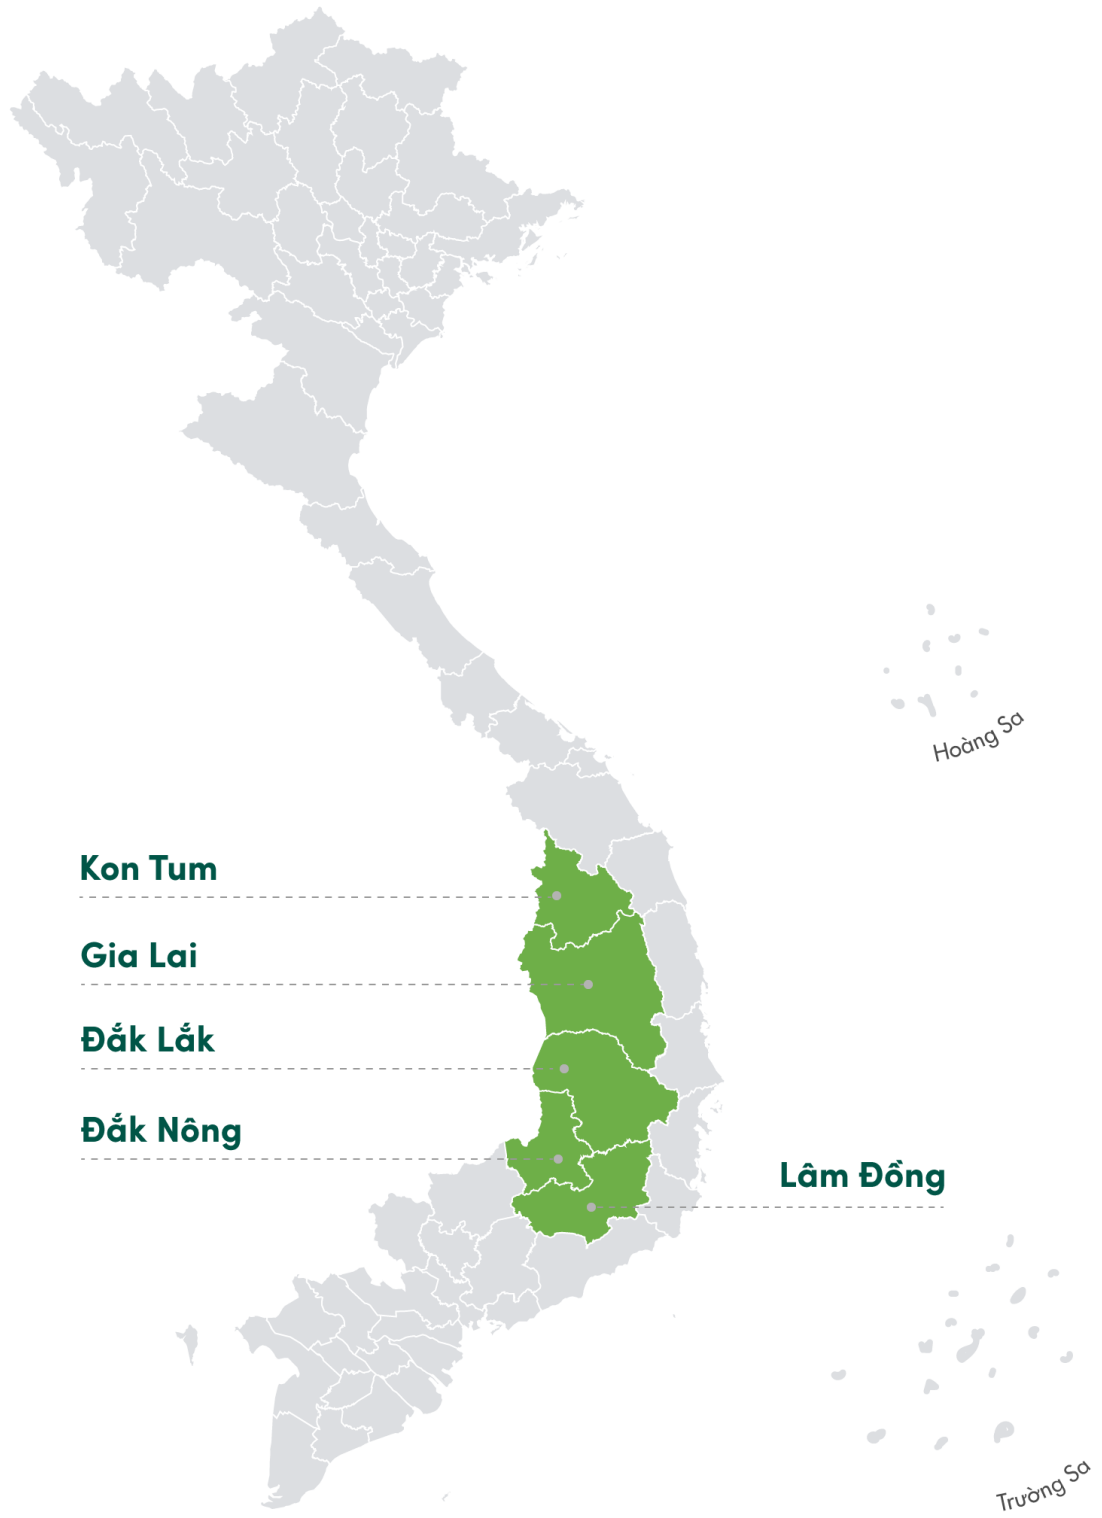 Hoàng Sa
Kon Tum
Gia Lai
Đắk Lắk
Đắk Nông
Lâm Đồng
Trường Sa